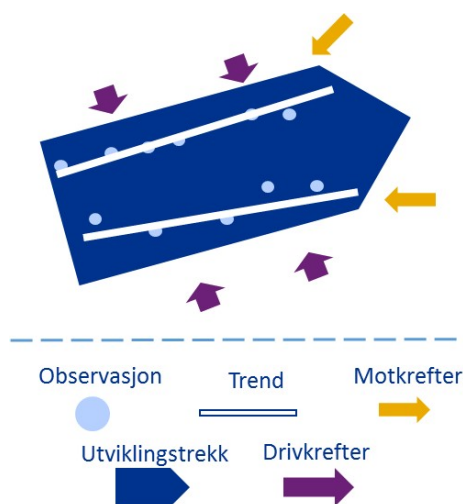 Observasjon
Trend
Motkrefter
Utviklingstrekk
Drivkrefter